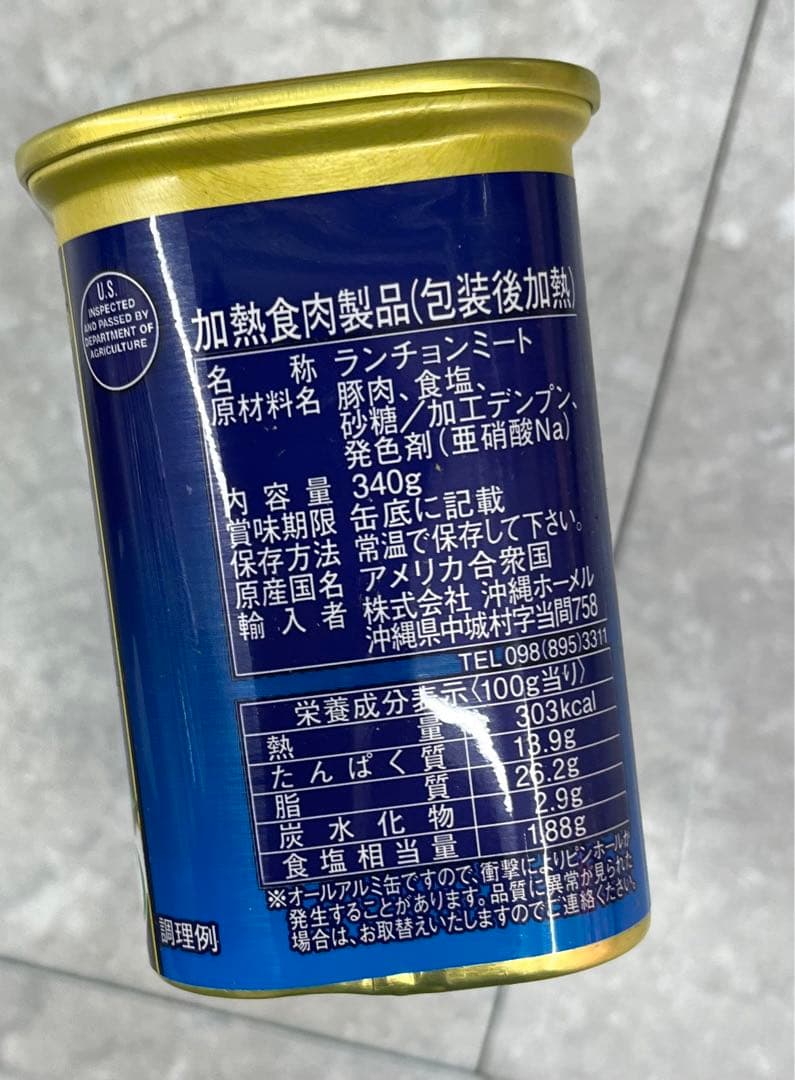 U.S.
INSPECTED
AND PASSED BY
DEPARTMENT OF
AGRICULTURE
加熱食肉製品(包装後加熱)
名称 ランチョンミート
原材料名 豚肉、食塩、
砂糖/加工デンプン、
発色剤(亜硝酸Na)
内容量 340g
賞味期限 缶底に記載
保存方法 常温で保存して下さい。
原産国名 アメリカ合衆国
輸入者 株式会社 沖縄ホーメル
沖縄県中城村字当間758
TEL 098(895)3311
栄養成分表示〈100g当り〉
熱量 303kcal
たんぱく質 13.9g
脂質 26.2g
炭水化物 2.9g
食塩相当量 1.88g
※オールアルミ缶ですので、衝撃によりピンホールが
発生することがあります。品質に異常が見られた
場合は、お取替えいたしますのでご連絡ください。
調理例